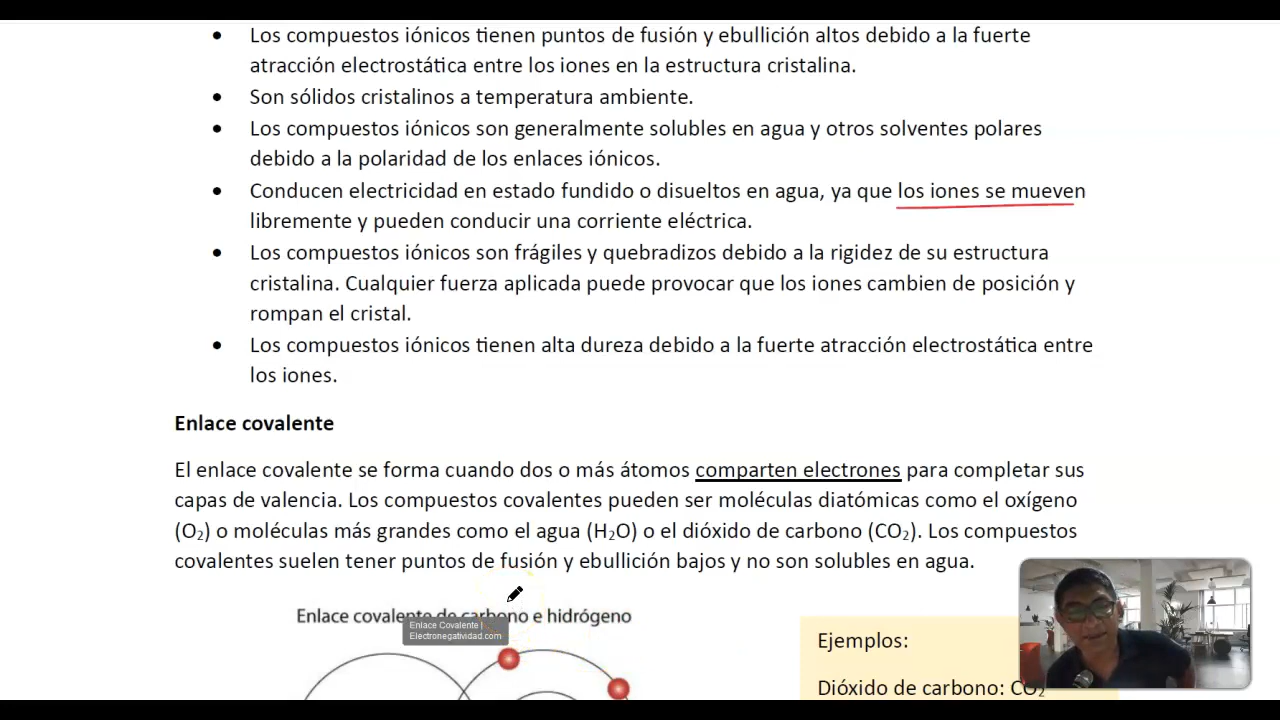 Los compuestos iónicos tienen puntos de fusión y ebullición altos debido a la fuerte
atracción electrostática entre los iones en la estructura cristalina.
Son sólidos cristalinos a temperatura ambiente.
Los compuestos iónicos son generalmente solubles en agua y otros solventes polares
debido a la polaridad de los enlaces iónicos.
Conducen electricidad en estado fundido o disueltos en agua, ya que los iones se mueven
libremente y pueden conducir una corriente eléctrica.
Los compuestos iónicos son frágiles y quebradizos debido a la rigidez de su estructura
cristalina. Cualquier fuerza aplicada puede provocar que los iones cambien de posición y
rompan el cristal.
Los compuestos iónicos tienen alta dureza debido a la fuerte atracción electrostática entre
los iones.
Enlace covalente
El enlace covalente se forma cuando dos o más átomos comparten electrones para completar sus
capas de valencia. Los compuestos covalentes pueden ser moléculas diatómicas como el oxígeno
(O₂) o moléculas más grandes como el agua (H₂O) o el dióxido de carbono (CO₂). Los compuestos
covalentes suelen tener puntos de fusión y ebullición bajos y no son solubles en agua.
Enlace covalente de carbono e hidrógeno
Enlace Covalente |
Electronegatividad.com
Ejemplos:
Dióxido de carbono: CO₂